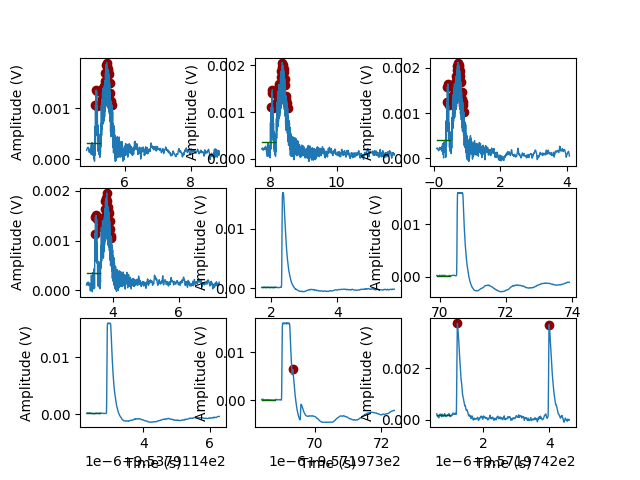 Amplitude (V)
0.001
0.000
6 8
Amplitude (V)
0.002
0.001
0.000
8 10
Amplitude (V)
0.002
0.001
0.000
−0 2 4
Amplitude (V)
0.002
0.001
0.000
4 6
Amplitude (V)
0.01
0.00
2 4
Amplitude (V)
0.01
0.00
70 72 74
Amplitude (V)
0.01
0.00
4 6
1e−6+9.5379114e2
Time (s)
Amplitude (V)
0.01
0.00
70 72
1e−6+9.571973e2
Time (s)
Amplitude (V)
0.002
0.000
2 4
1e−6+9.5719742e2
Time (s)